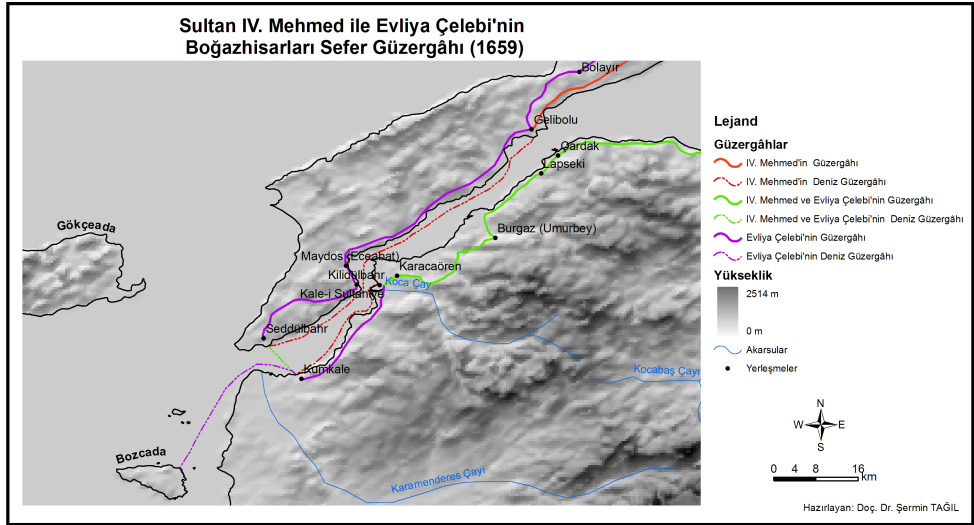 Sultan IV. Mehmed ile Evliya Çelebi'nin
Boğazhisarları Sefer Güzergâhı (1659)
Bolayır
Gelibolu
Çardak
Lapseki
Gökçeada
Burgaz (Umurbey)
Maydos (Eceabat)
Karacaören
Kilidülbahr
Koca Çay
Kale-i Sultaniye
Seddülbahr
Kumkale
Kocabaş Çayı
Bozcada
Karamenderes Çayı
Lejand
Güzergâhlar
IV. Mehmed'in Güzergâhı
IV. Mehmed'in Deniz Güzergâhı
IV. Mehmed ve Evliya Çelebi'nin Güzergâhı
IV. Mehmed ve Evliya Çelebi'nin Deniz Güzergâhı
Evliya Çelebi'nin Güzergâhı
Evliya Çelebi'nin Deniz Güzergâhı
Yükseklik
2514 m
0 m
Akarsular
Yerleşmeler
N
W E
S
0 4 8 16
km
Hazırlayan: Doç. Dr. Şermin TAĞIL